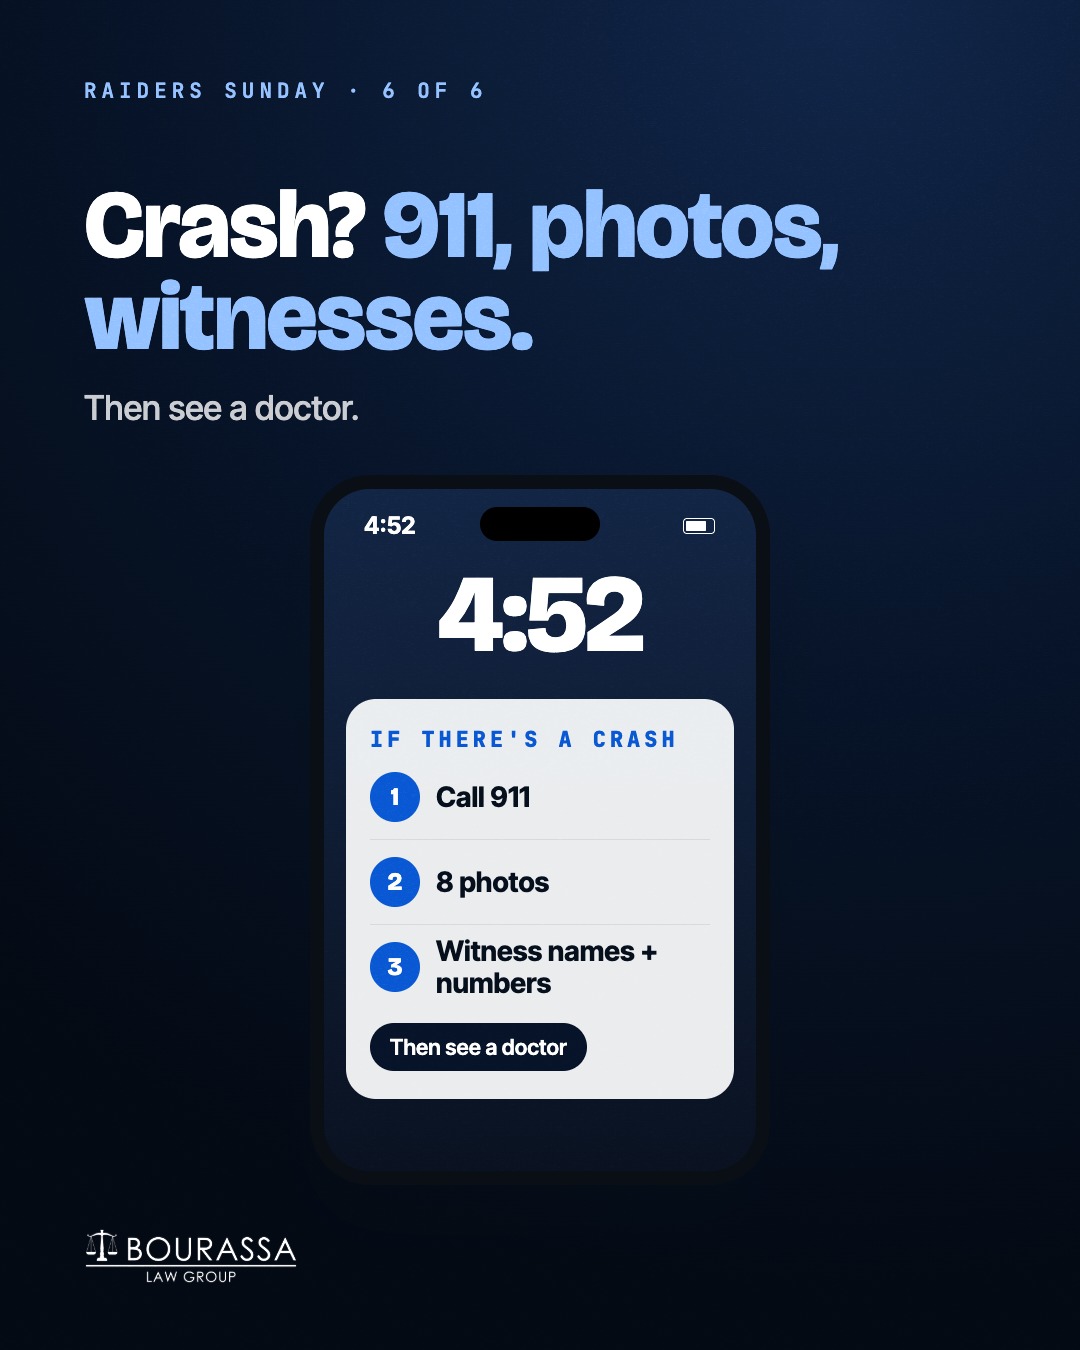 RAIDERS SUNDAY · 6 OF 6
Crash? 911, photos,
witnesses.
Then see a doctor.
4:52
4:52
IF THERE'S A CRASH
1 Call 911
2 8 photos
3 Witness names +
numbers
Then see a doctor
BOURASSA
LAW GROUP